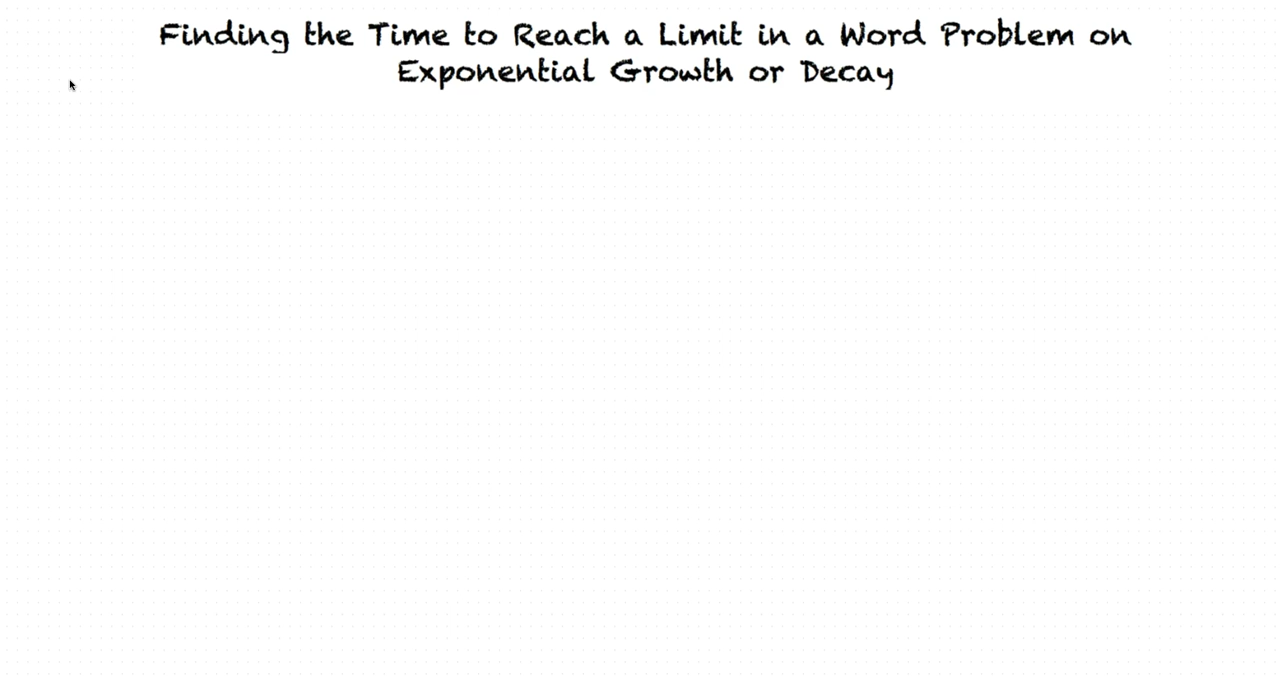 Finding the Time to Reach a Limit in a Word Problem on
Exponential Growth or Decay